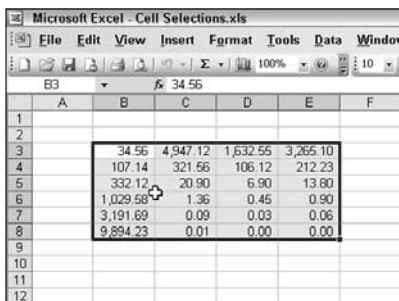 Microsoft Excel - Cell Selections.xls
File Edit View Insert Format Tools Data Window
Σ 100% 10
B3 fx 34.56
A B C D E F
1
2
3 34.56 4,947.12 1,632.55 3,265.10
4 107.14 321.56 106.12 212.23
5 332.12 20.90 6.90 13.80
6 1,029.58 1.36 0.45 0.90
7 3,191.69 0.09 0.03 0.06
8 9,894.23 0.01 0.00 0.00
9
10
11
12